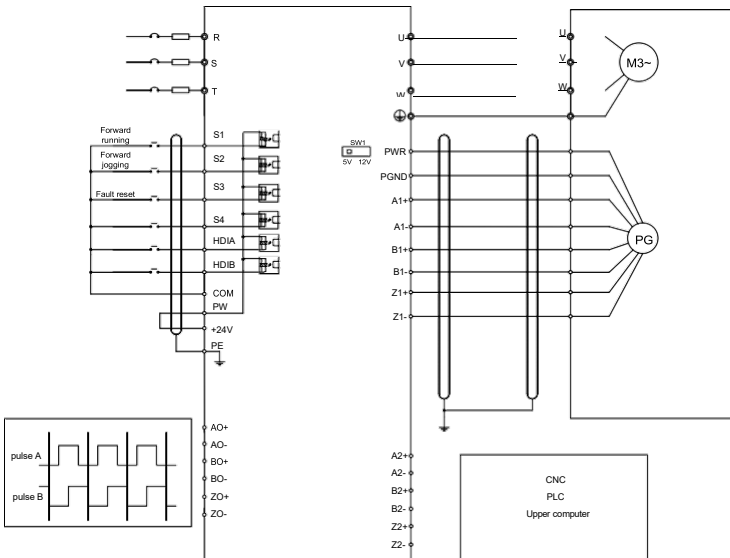 R
S
T
Forward
running
S1
Forward
jogging
S2
Fault reset
S3
S4
HDIA
HDIB
COM
PW
+24V
PE
U
V
W
SW1
5V 12V
PWR
PGND
A1+
A1-
B1+
B1-
Z1+
Z1-
U
V
W
M3~
PG
pulse A
pulse B
AO+
AO-
BO+
BO-
ZO+
ZO-
A2+
A2-
B2+
B2-
Z2+
Z2-
CNC
PLC
Upper computer